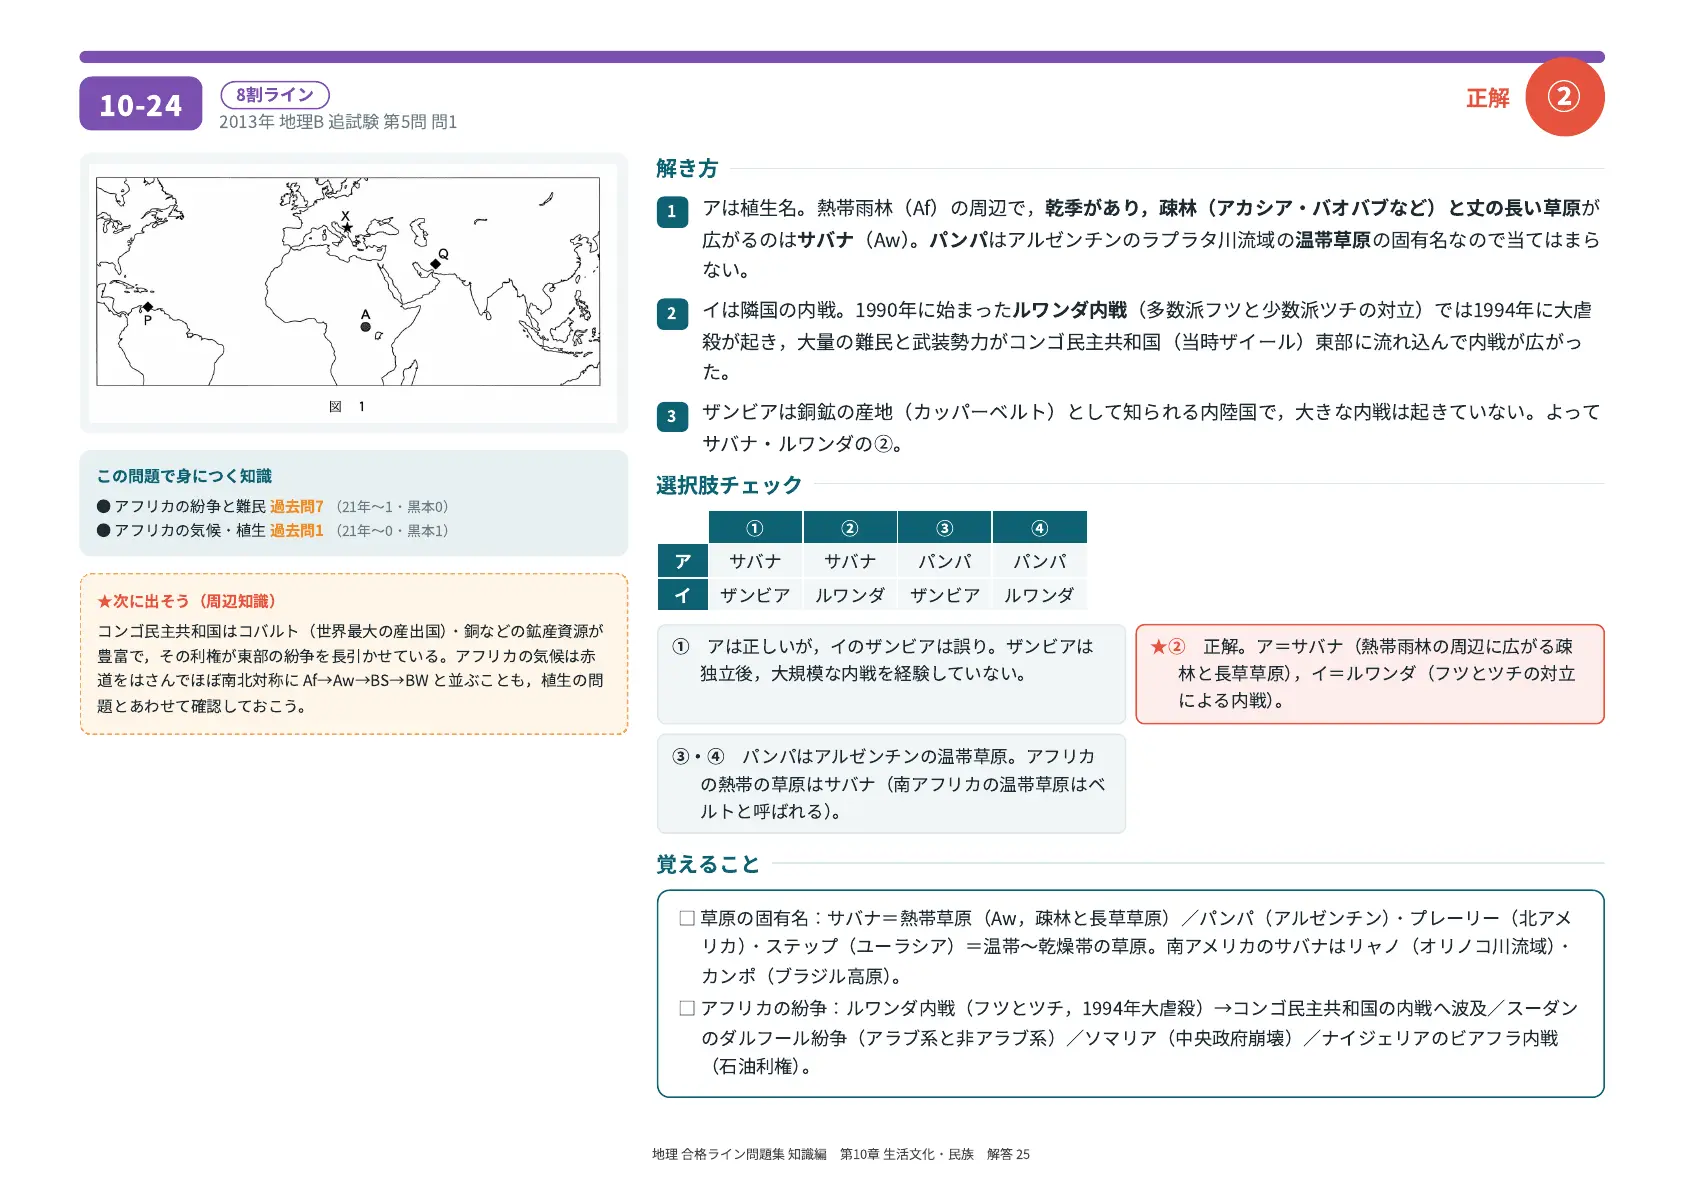 10-24
8割ライン
2013年 地理B 追試験 第5問 問1
正解 ②
X
Q
A
P
図 1
この問題で身につく知識
● アフリカの紛争と難民 過去問7 （21年～1・黒本0）
● アフリカの気候・植生 過去問1 （21年～0・黒本1）
★次に出そう（周辺知識）
コンゴ民主共和国はコバルト（世界最大の産出国）・銅などの鉱産資源が
豊富で，その利権が東部の紛争を長引かせている。アフリカの気候は赤
道をはさんでほぼ南北対称に Af→Aw→BS→BW と並ぶことも，植生の問
題とあわせて確認しておこう。
解き方
1 アは植生名。熱帯雨林（Af）の周辺で，乾季があり，疎林（アカシア・バオバブなど）と丈の長い草原が
広がるのはサバナ（Aw）。パンパはアルゼンチンのラプラタ川流域の温帯草原の固有名なので当てはまら
ない。
2 イは隣国の内戦。1990年に始まったルワンダ内戦（多数派フツと少数派ツチの対立）では1994年に大虐
殺が起き，大量の難民と武装勢力がコンゴ民主共和国（当時ザイール）東部に流れ込んで内戦が広がっ
た。
3 ザンビアは銅鉱の産地（カッパーベルト）として知られる内陸国で，大きな内戦は起きていない。よって
サバナ・ルワンダの②。
選択肢チェック
① ② ③ ④
ア サバナ サバナ パンパ パンパ
イ ザンビア ルワンダ ザンビア ルワンダ
① アは正しいが，イのザンビアは誤り。ザンビアは
独立後，大規模な内戦を経験していない。
★② 正解。ア＝サバナ（熱帯雨林の周辺に広がる疎
林と長草草原），イ＝ルワンダ（フツとツチの対立
による内戦）。
③・④ パンパはアルゼンチンの温帯草原。アフリカ
の熱帯の草原はサバナ（南アフリカの温帯草原はベ
ルトと呼ばれる）。
覚えること
□ 草原の固有名：サバナ＝熱帯草原（Aw，疎林と長草草原）／パンパ（アルゼンチン）・プレーリー（北アメ
リカ）・ステップ（ユーラシア）＝温帯～乾燥帯の草原。南アメリカのサバナはリャノ（オリノコ川流域）・
カンポ（ブラジル高原）。
□ アフリカの紛争：ルワンダ内戦（フツとツチ，1994年大虐殺）→コンゴ民主共和国の内戦へ波及／スーダン
のダルフール紛争（アラブ系と非アラブ系）／ソマリア（中央政府崩壊）／ナイジェリアのビアフラ内戦
（石油利権）。
地理 合格ライン問題集 知識編 第10章 生活文化・民族 解答 25